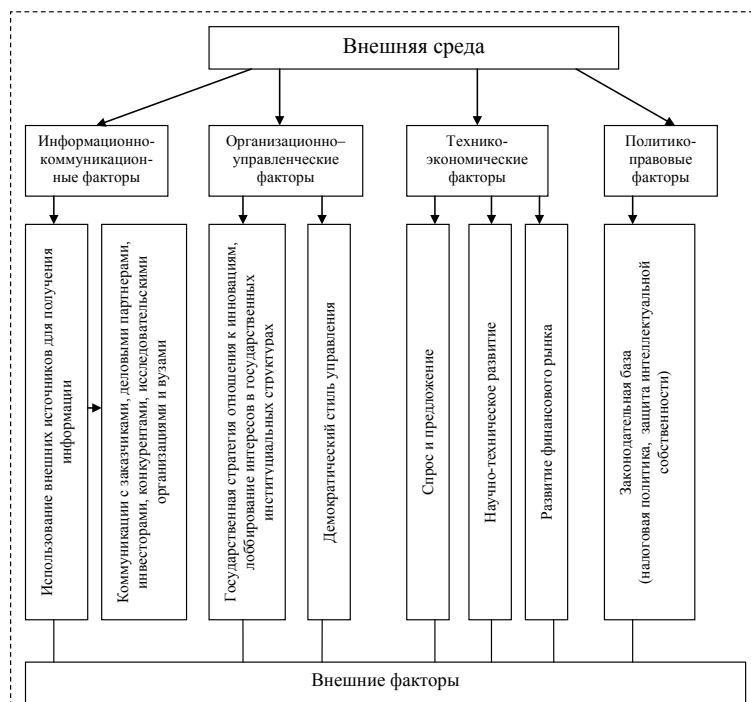 Внешняя среда
Информационно-
коммуникацион-
ные факторы
Организационно–
управленческие
факторы
Технико-
экономические
факторы
Политико-
правовые
факторы
Использование внешних источников для получения
информации
Коммуникации с заказчиками, деловыми партнерами,
инвесторами, конкурентами, исследовательскими
организациями и вузами
Государственная стратегия отношения к инновациям,
лоббирование интересов в государственных
институциальных структурах
Демократический стиль управления
Спрос и предложение
Научно-техническое развитие
Развитие финансового рынка
Законодательная база
(налоговая политика, защита интеллектуальной
собственности)
Внешние факторы